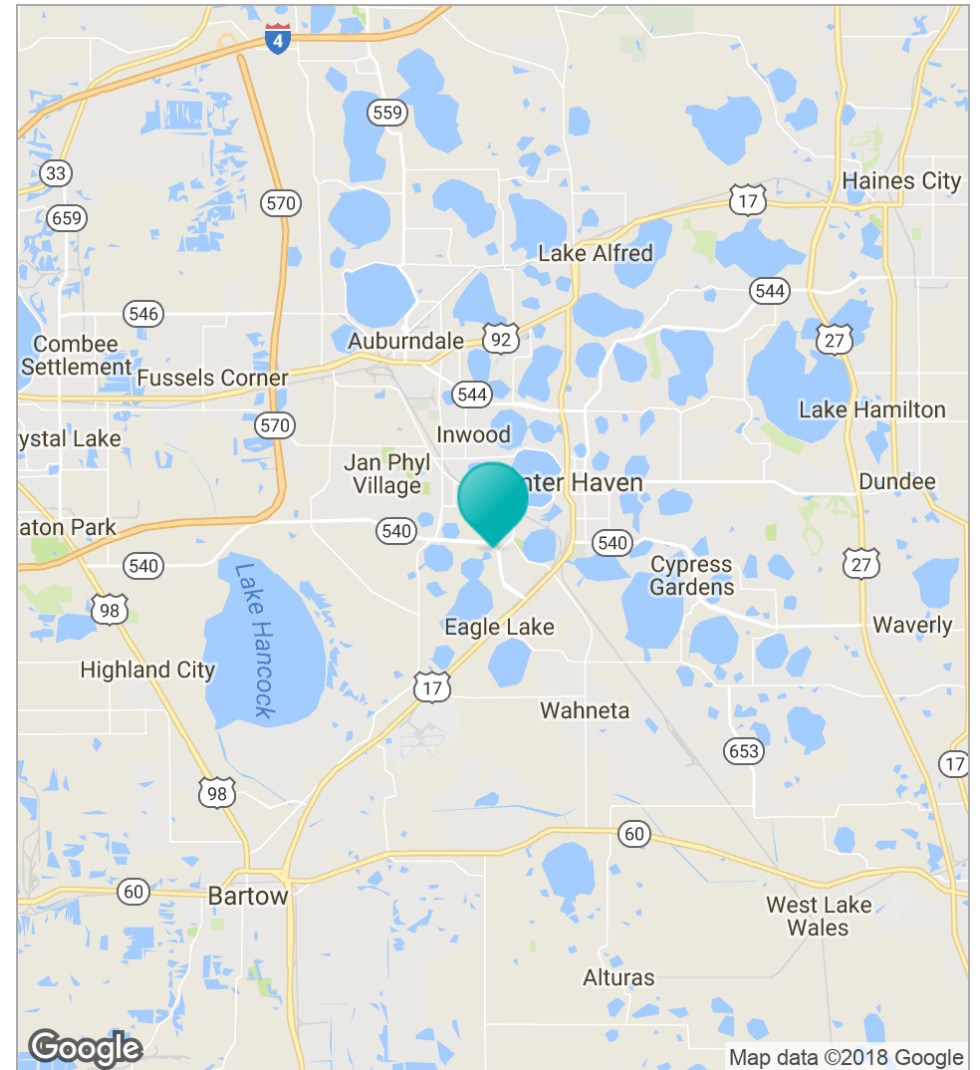 4
559
33
659
570
17
Haines City
Lake Alfred
544
546
Combee
Settlement
Auburndale
92
27
Fussels Corner
544
Lake Hamilton
570
ystal Lake
Inwood
Jan Phyl
Village
nter Haven
Dundee
aton Park
540
540
540
Cypress
Gardens
27
98
Lake Hancock
Eagle Lake
Waverly
Highland City
17
Wahneta
653
17
98
60
60
Bartow
West Lake
Wales
Alturas
Google
Map data ©2018 Google